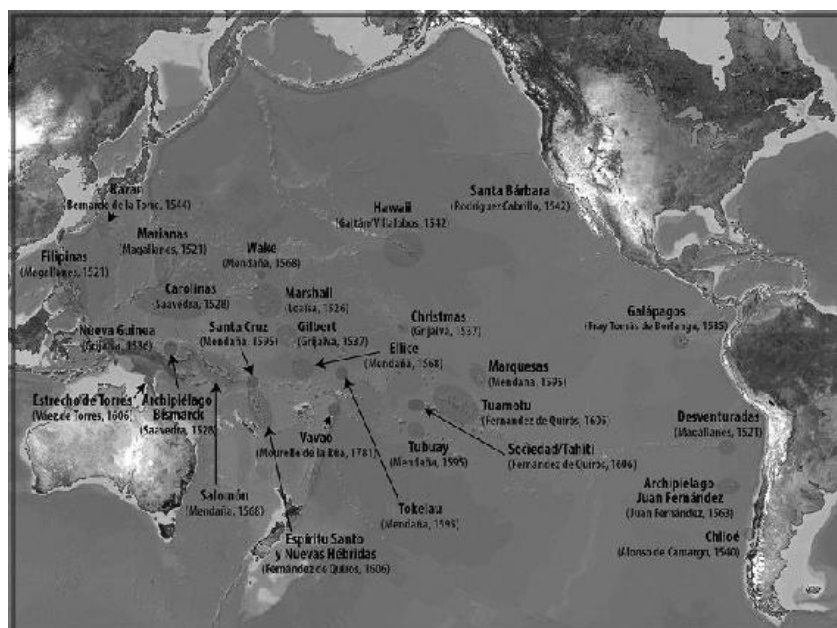 (Bernardo de la Torre, 1544)
Marianas
(Magallanes, 1521)
Filipinas
(Magallanes, 1521)
Wake
(Mendaña, 1568)
Hawaii
(Gaitán/Villalobos, 1542)
Santa Bárbara
(Rodríguez Cabrillo, 1542)
Carolinas
(Saavedra, 1528)
Marshall
(Loaísa, 1526)
Nueva Guinea
(Grijalva, 1536)
Santa Cruz
(Mendaña, 1595)
Gilbert
(Grijalva, 1537)
Christmas
(Grijalva, 1537)
Ellice
(Mendaña, 1568)
Galápagos
(Fray Tomás de Berlanga, 1535)
Marquesas
(Mendaña, 1595)
Estrecho de Torres
(Váez de Torres, 1606)
Archipiélago
Bismarck
(Saavedra, 1528)
Tuamotu
(Fernández de Quirós, 1606)
Vavao
(Mourelle de la Rúa, 1781)
Tubuay
(Mendaña, 1595)
Sociedad/Tahiti
(Fernández de Quirós, 1606)
Desventuradas
(Magallanes, 1521)
Salomón
(Mendaña, 1568)
Tokelau
(Mendaña, 1595)
Archipiélago
Juan Fernández
(Juan Fernández, 1563)
Espíritu Santo
y Nuevas Hébridas
(Fernández de Quirós, 1606)
Chiloé
(Alonso de Camargo, 1540)